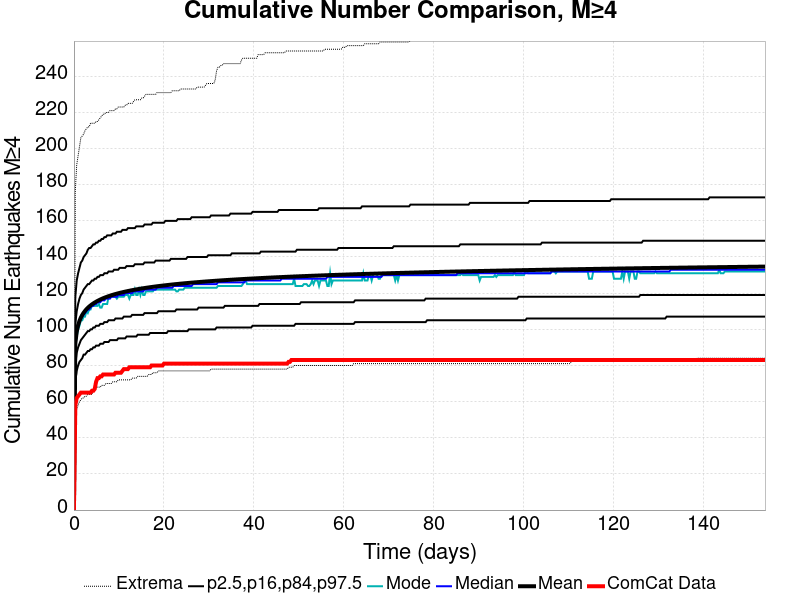 Cumulative Number Comparison, M≥4
Cumulative Num Earthquakes M≥4
240
220
200
180
160
140
120
100
80
60
40
20
0
0 20 40 60 80 100 120 140
Time (days)
Extrema p2.5,p16,p84,p97.5 Mode Median Mean ComCat Data